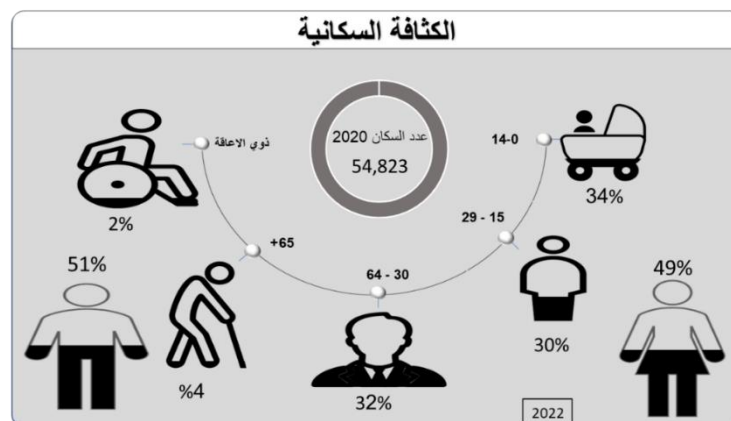 الكثافة السكانية
عدد السكان 2020
54,823
14-0
34%
29 - 15
30%
64 - 30
32%
+65
%4
ذوي الاعاقة
2%
51%
49%
2022